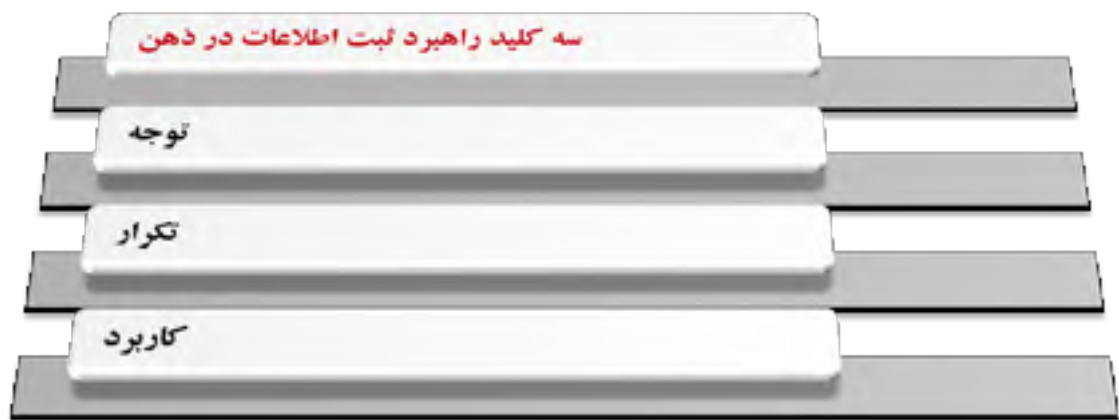 سه کلید راهبرد ثبت اطلاعات در ذهن
توجه
تکرار
کاربرد